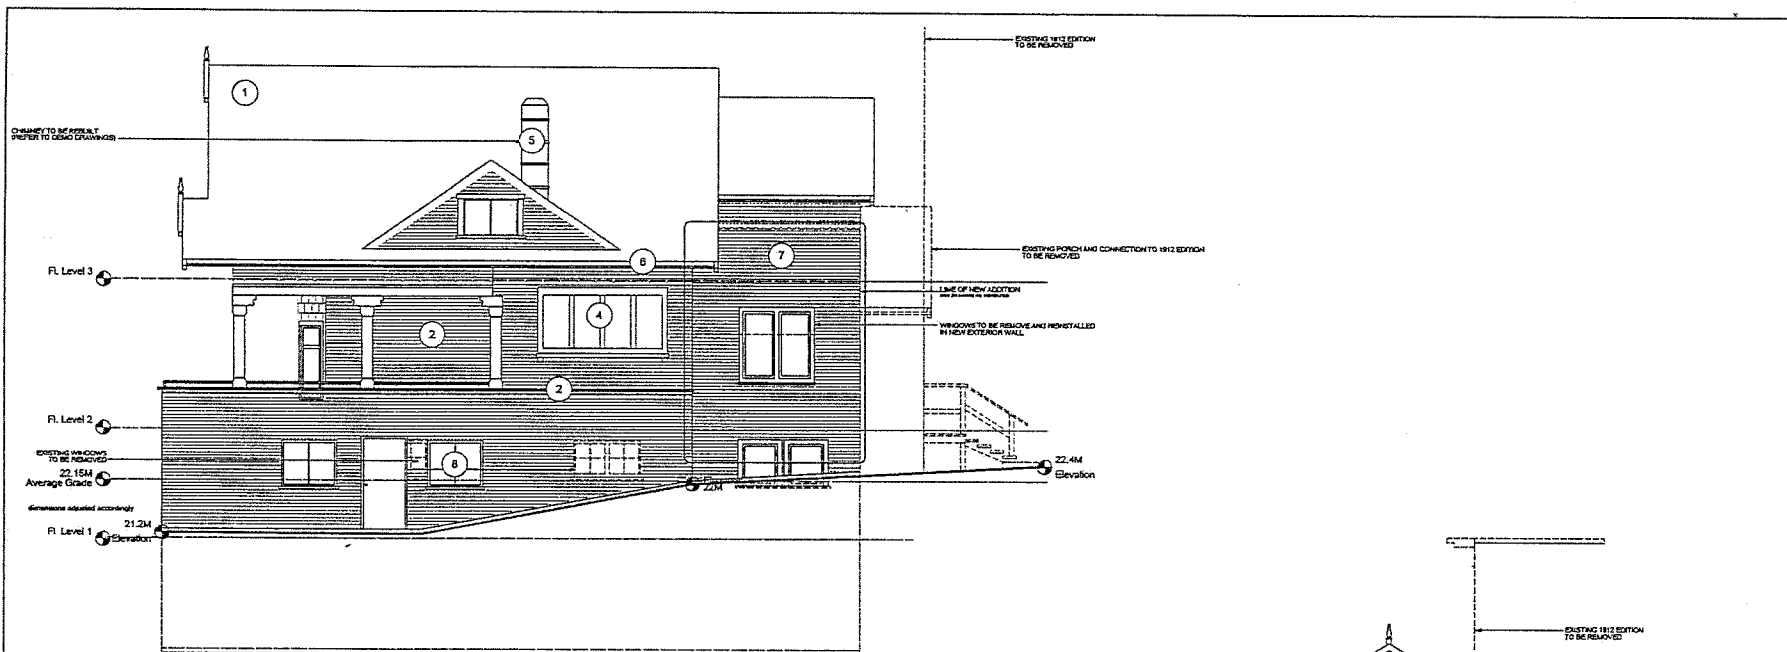 EXISTING 1912 EDITION
TO BE REMOVED
1
CHIMNEY TO BE REBUILT
(REFER TO DEMO DRAWINGS)
5
6
7
EXISTING PORCH AND CONNECTION TO 1912 EDITION
TO BE REMOVED
Fl. Level 3
LINE OF NEW ADDITION
4
2
WINDOWS TO BE REMOVE AND REINSTALLED
IN NEW EXTERIOR WALL
2
Fl. Level 2
EXISTING WINDOWS
TO BE REMOVED
8
22.15M
Average Grade
22.4M
Elevation
22M
dimensions adjusted accordingly
21.2M
Fl. Level 1
Elevation
EXISTING 1912 EDITION
TO BE REMOVED